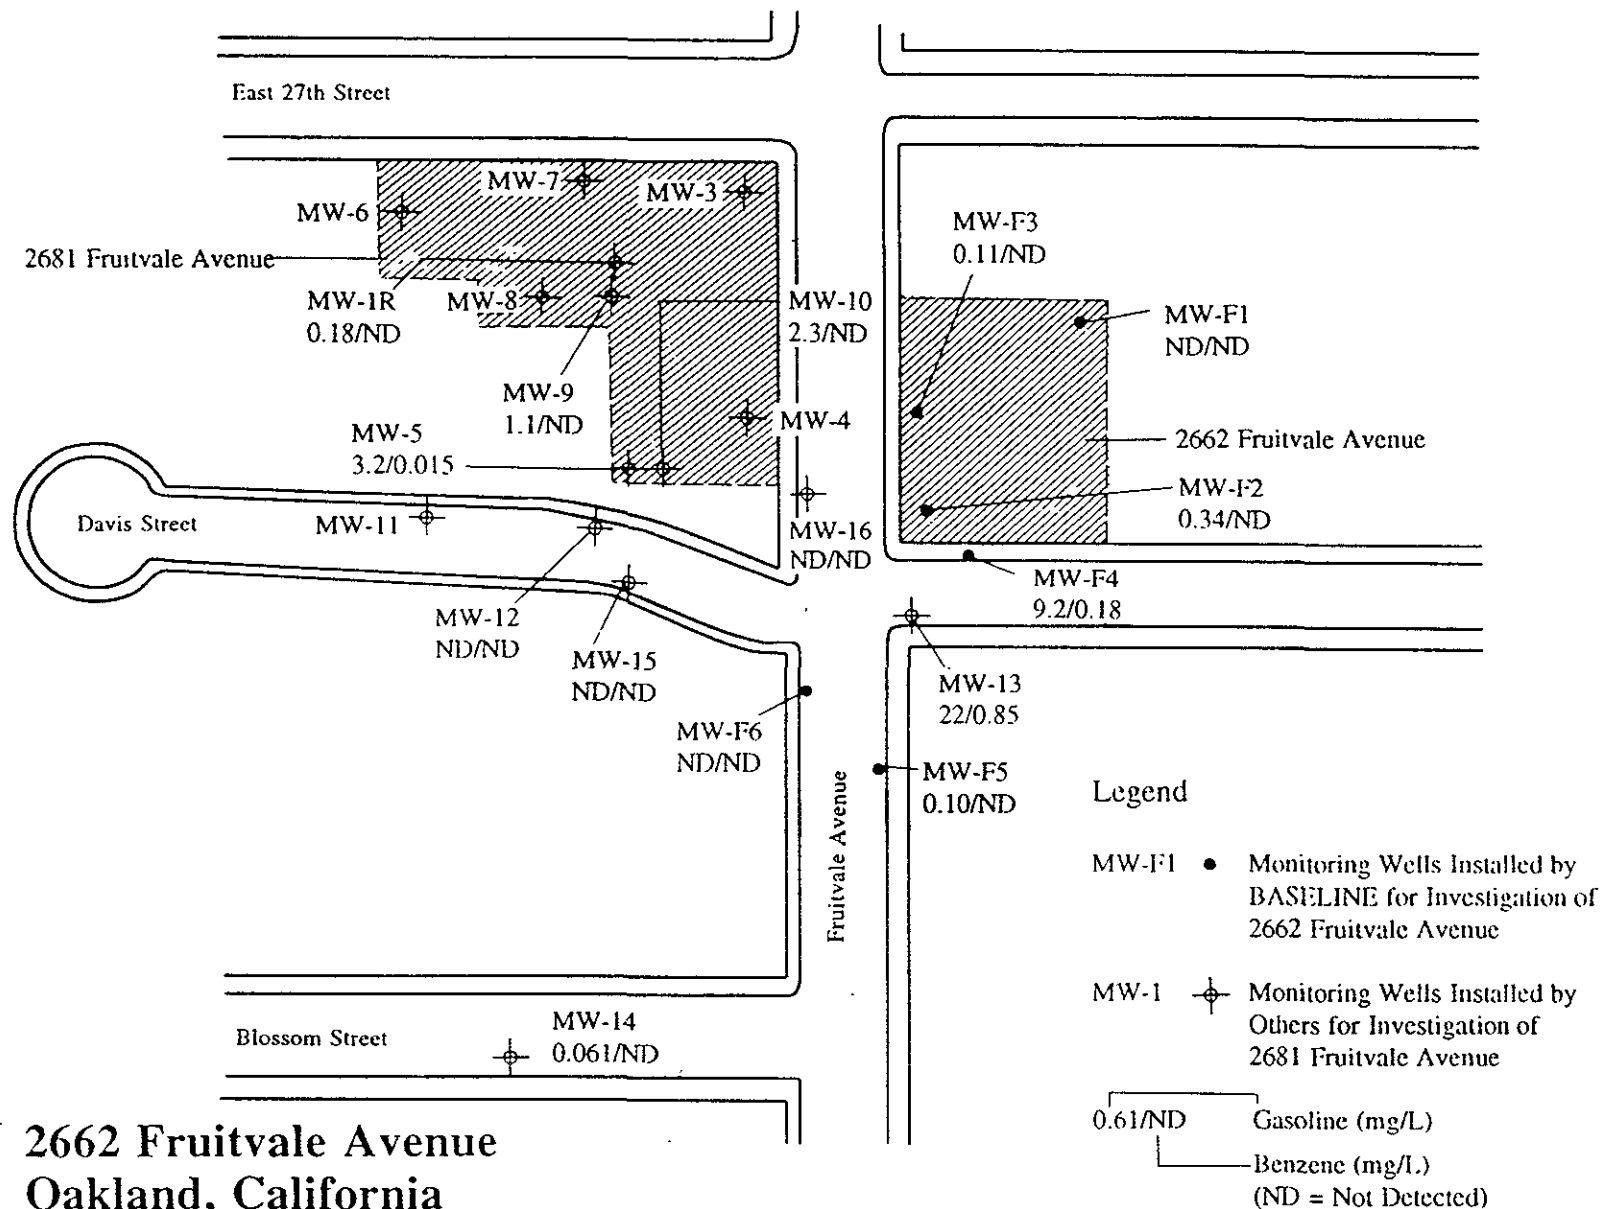 East 27th Street
MW-7
MW-3
MW-6
MW-F3
0.11/ND
2681 Fruitvale Avenue
MW-1R
0.18/ND
MW-8
MW-10
2.3/ND
MW-F1
ND/ND
MW-9
1.1/ND
MW-4
MW-5
3.2/0.015
2662 Fruitvale Avenue
MW-F2
0.34/ND
Davis Street
MW-11
MW-16
ND/ND
MW-F4
9.2/0.18
MW-12
ND/ND
MW-15
ND/ND
MW-13
22/0.85
MW-F6
ND/ND
MW-F5
0.10/ND
Fruitvale Avenue
Legend
MW-F1 Monitoring Wells Installed by
BASELINE for Investigation of
2662 Fruitvale Avenue
MW-1 Monitoring Wells Installed by
Others for Investigation of
2681 Fruitvale Avenue
Blossom Street
MW-14
0.061/ND
0.61/ND Gasoline (mg/L)
Benzene (mg/L)
(ND = Not Detected)
2662 Fruitvale Avenue
Oakland, California